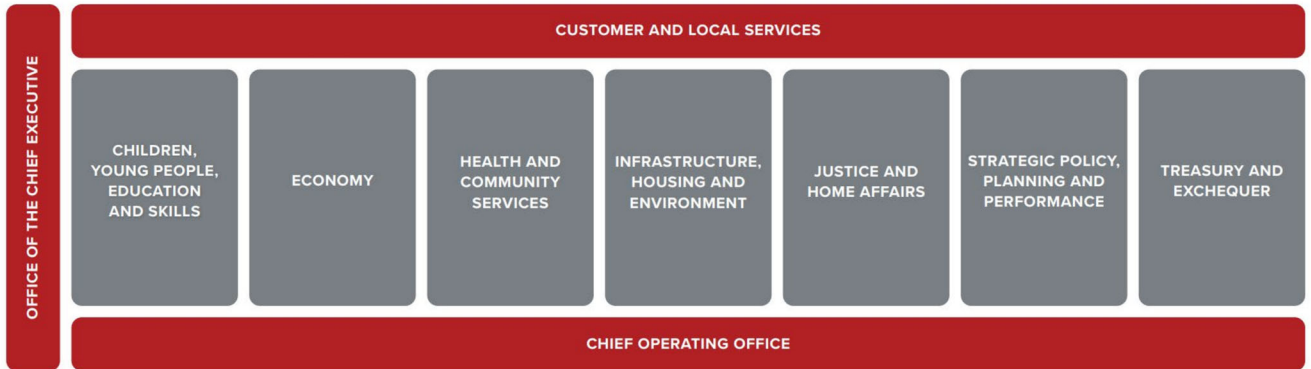 OFFICE OF THE CHIEF EXECUTIVE
CUSTOMER AND LOCAL SERVICES
CHILDREN,
YOUNG PEOPLE,
EDUCATION
AND SKILLS
ECONOMY
HEALTH AND
COMMUNITY
SERVICES
INFRASTRUCTURE,
HOUSING AND
ENVIRONMENT
JUSTICE AND
HOME AFFAIRS
STRATEGIC POLICY,
PLANNING AND
PERFORMANCE
TREASURY AND
EXCHEQUER
CHIEF OPERATING OFFICE